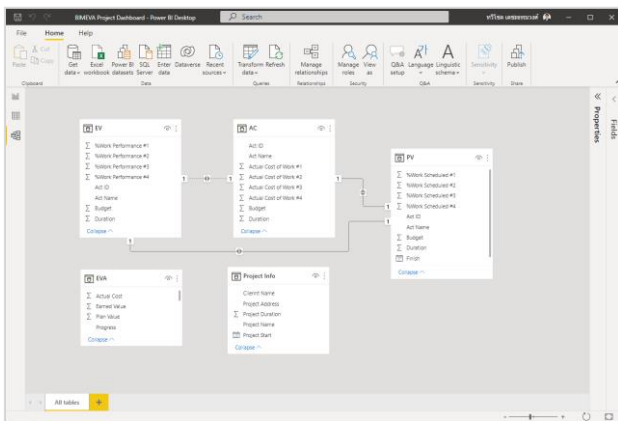 BIMEVA Project Dashboard - Power BI Desktop
Search
File Home Help
Paste
Cut
Copy
Get data
Excel workbook
Power BI datasets
SQL Server
Enter data
Dataverse
Recent sources
Transform data
Refresh
Manage relationships
Manage roles
View as
Q&A setup
Language
Linguistic schema
Sensitivity
Publish
Clipboard
Data
Queries
Relationships
Security
Q&A
Sensitivity
Share
EV
%Work Performance #1
%Work Performance #2
%Work Performance #3
%Work Performance #4
Act ID
Act Name
Budget
Duration
Collapse
AC
Act ID
Act Name
Actual Cost of Work #1
Actual Cost of Work #2
Actual Cost of Work #3
Actual Cost of Work #4
Budget
Duration
Collapse
PV
%Work Scheduled #1
%Work Scheduled #2
%Work Scheduled #3
%Work Scheduled #4
Act ID
Act Name
Budget
Duration
Finish
Collapse
1
1
1
1
1
1
EVA
Actual Cost
Earned Value
Plan Value
Progress
Collapse
Project Info
Project Address
Project Duration
Project Name
Project Start
Collapse
Properties
Fields
All tables